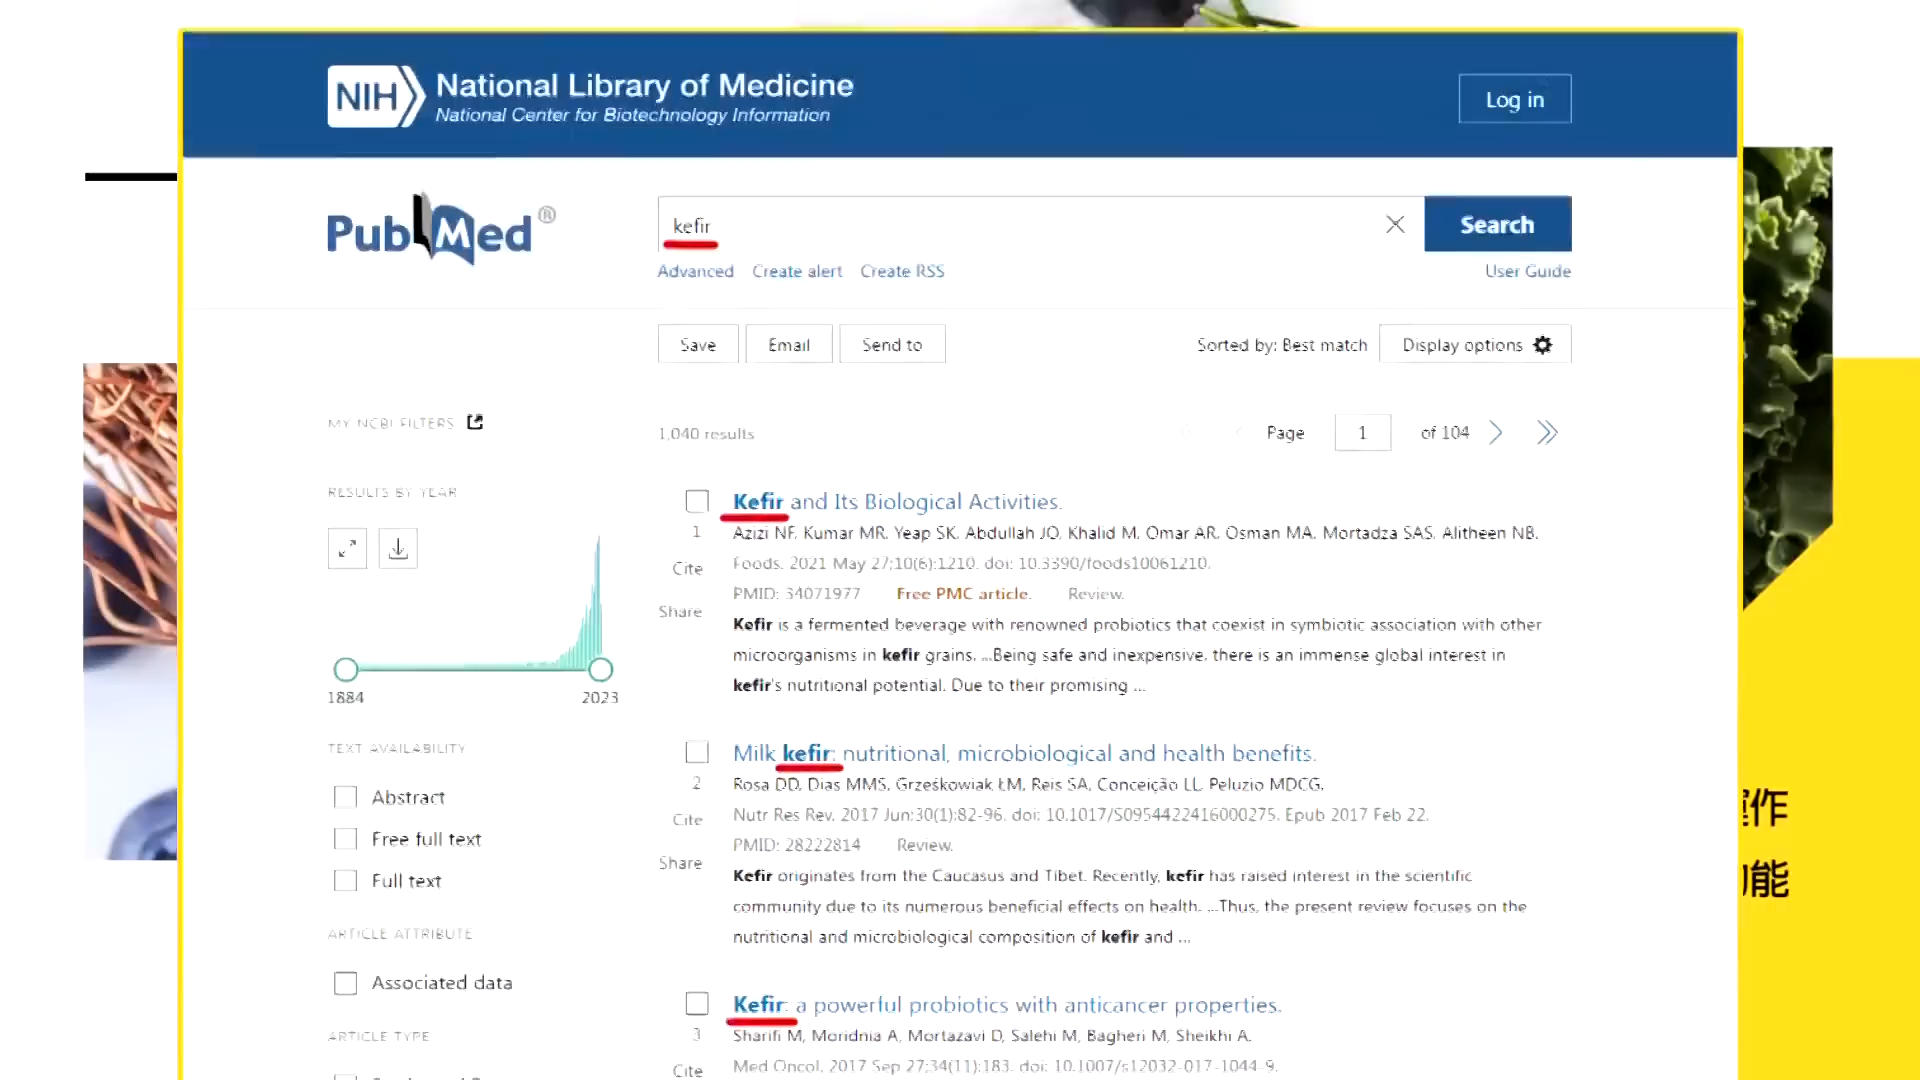 NIH National Library of Medicine
National Center for Biotechnology Information
Log in
PubMed®
kefir
Search
Advanced Create alert Create RSS
User Guide
Save Email Send to
Sorted by: Best match Display options
MY NCBI FILTERS
1,040 results
Page 1 of 104
RESULTS BY YEAR
1884 2023
Kefir and Its Biological Activities.
1 Azizi NF, Kumar MR, Yeap SK, Abdullah JO, Khalid M, Omar AR, Osman MA, Mortadza SAS, Alitheen NB.
Cite Foods. 2021 May 27;10(6):1210. doi: 10.3390/foods10061210.
PMID: 34071977 Free PMC article. Review.
Share
Kefir is a fermented beverage with renowned probiotics that coexist in symbiotic association with other
microorganisms in kefir grains. ...Being safe and inexpensive, there is an immense global interest in
kefir's nutritional potential. Due to their promising ...
TEXT AVAILABILITY
Abstract
Free full text
Full text
Milk kefir: nutritional, microbiological and health benefits.
2 Rosa DD, Dias MMS, Grześkowiak ŁM, Reis SA, Conceição LL, Peluzio MDCG.
Cite Nutr Res Rev. 2017 Jun;30(1):82-96. doi: 10.1017/S0954422416000275. Epub 2017 Feb 22.
PMID: 28222814 Review.
Share
Kefir originates from the Caucasus and Tibet. Recently, kefir has raised interest in the scientific
community due to its numerous beneficial effects on health. ...Thus, the present review focuses on the
nutritional and microbiological composition of kefir and ...
ARTICLE ATTRIBUTE
Associated data
ARTICLE TYPE
Kefir: a powerful probiotics with anticancer properties.
3 Sharifi M, Moridnia A, Mortazavi D, Salehi M, Bagheri M, Sheikhi A.
Cite Med Oncol. 2017 Sep 27;34(11):183. doi: 10.1007/s12032-017-1044-9.
作
能